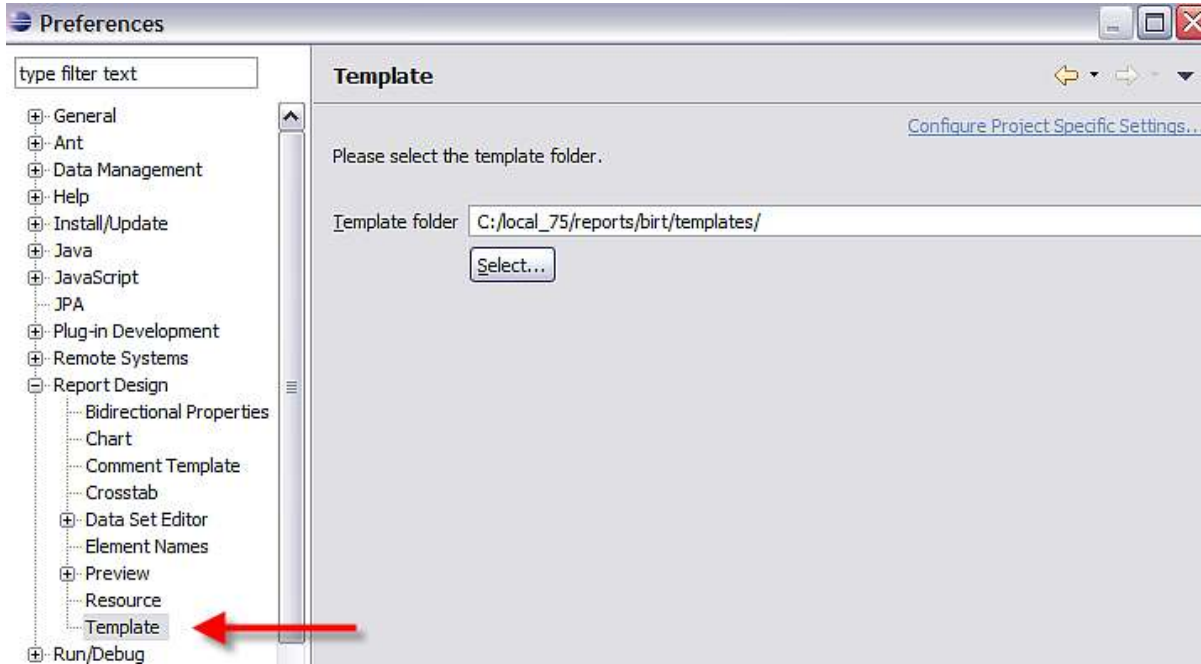 Preferences
type filter text
General
Ant
Data Management
Help
Install/Update
Java
JavaScript
JPA
Plug-in Development
Remote Systems
Report Design
Bidirectional Properties
Chart
Comment Template
Crosstab
Data Set Editor
Element Names
Preview
Resource
Template
Run/Debug
Template
Configure Project Specific Settings...
Please select the template folder.
Template folder C:/local_75/reports/birt/templates/
Select...